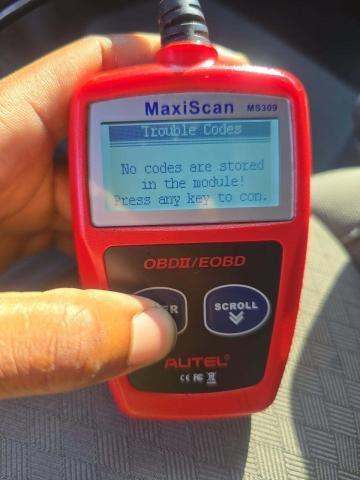 MaxiScan MS309
Trouble Codes
No codes are stored
in the module!
Press any key to con.
OBDII/EOBD
SCROLL
AUTEL®
CE